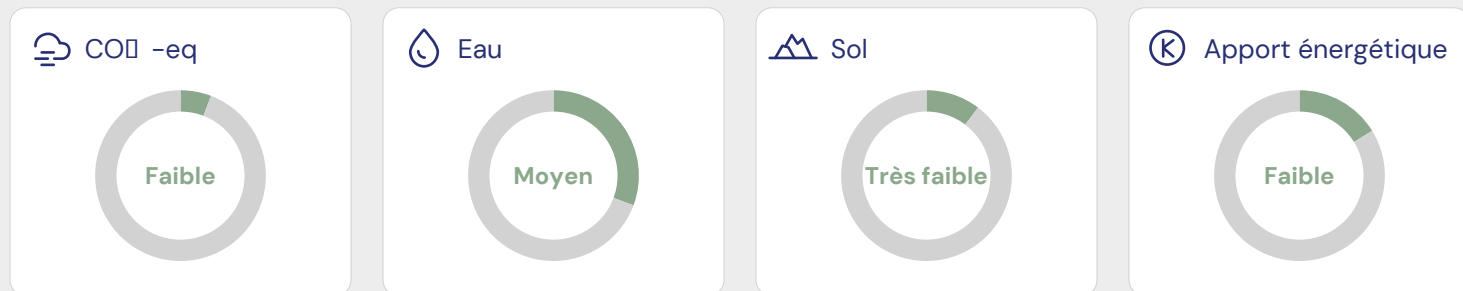 CO▯ -eq
Eau
Sol
Apport énergétique
Faible
Moyen
Très faible
Faible